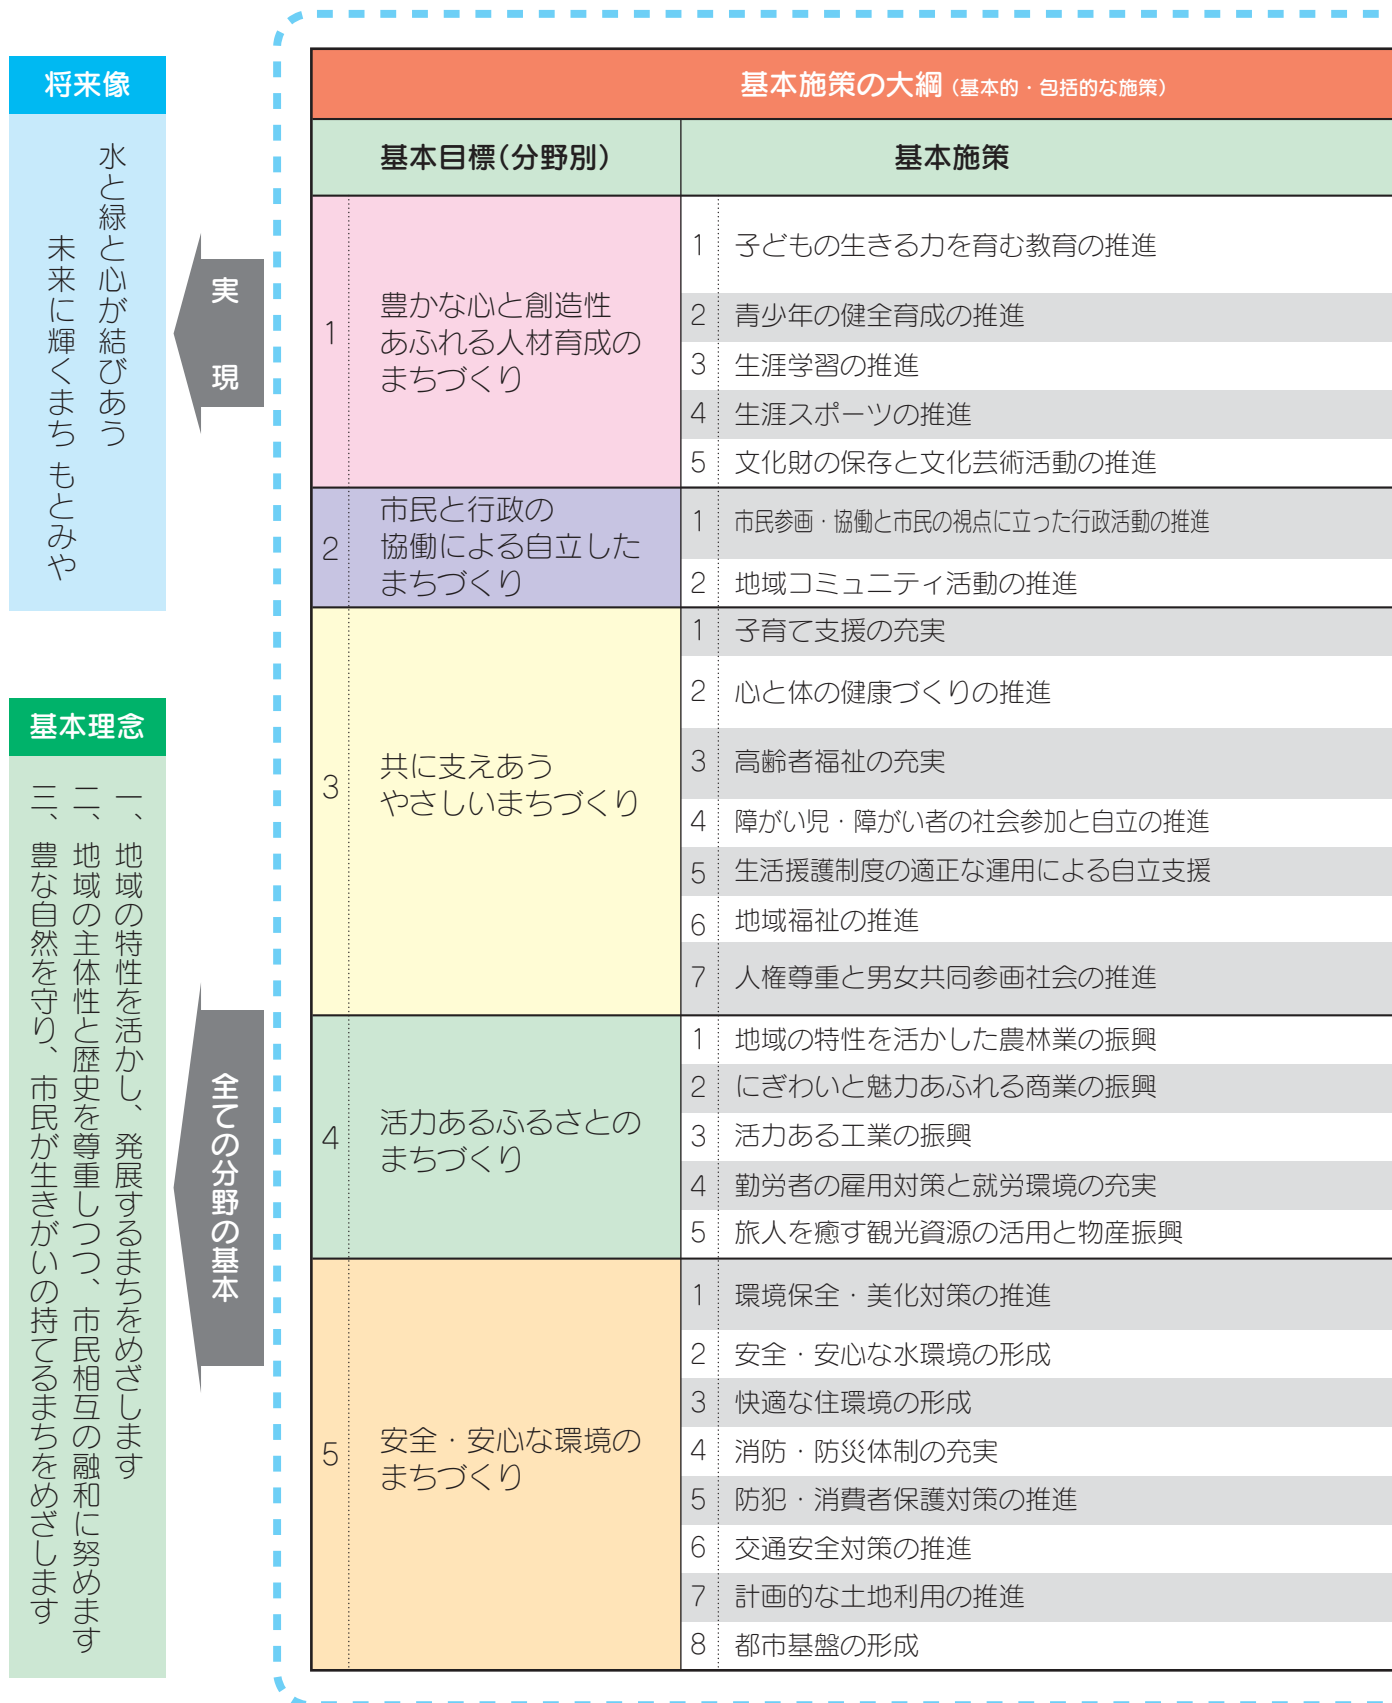 将来像
水と緑と心が結びあう
未来に輝くまち もとみや
実現
基本理念
一、地域の特性を活かし、発展するまちをめざします
二、地域の主体性と歴史を尊重しつつ、市民相互の融和に努めます
三、豊な自然を守り、市民が生きがいの持てるまちをめざします
全ての分野の基本
基本施策の大綱(基本的・包括的な施策)
基本目標(分野別)
基本施策
1
豊かな心と創造性
あふれる人材育成の
まちづくり
1 子どもの生きる力を育む教育の推進
2 青少年の健全育成の推進
3 生涯学習の推進
4 生涯スポーツの推進
5 文化財の保存と文化芸術活動の推進
2
市民と行政の
協働による自立した
まちづくり
1 市民参画・協働と市民の視点に立った行政活動の推進
2 地域コミュニティ活動の推進
3
共に支えあう
やさしいまちづくり
1 子育て支援の充実
2 心と体の健康づくりの推進
3 高齢者福祉の充実
4 障がい児・障がい者の社会参加と自立の推進
5 生活援護制度の適正な運用による自立支援
6 地域福祉の推進
7 人権尊重と男女共同参画社会の推進
4
活力あるふるさとの
まちづくり
1 地域の特性を活かした農林業の振興
2 にぎわいと魅力あふれる商業の振興
3 活力ある工業の振興
4 勤労者の雇用対策と就労環境の充実
5 旅人を癒す観光資源の活用と物産振興
5
安全・安心な環境の
まちづくり
1 環境保全・美化対策の推進
2 安全・安心な水環境の形成
3 快適な住環境の形成
4 消防・防災体制の充実
5 防犯・消費者保護対策の推進
6 交通安全対策の推進
7 計画的な土地利用の推進
8 都市基盤の形成